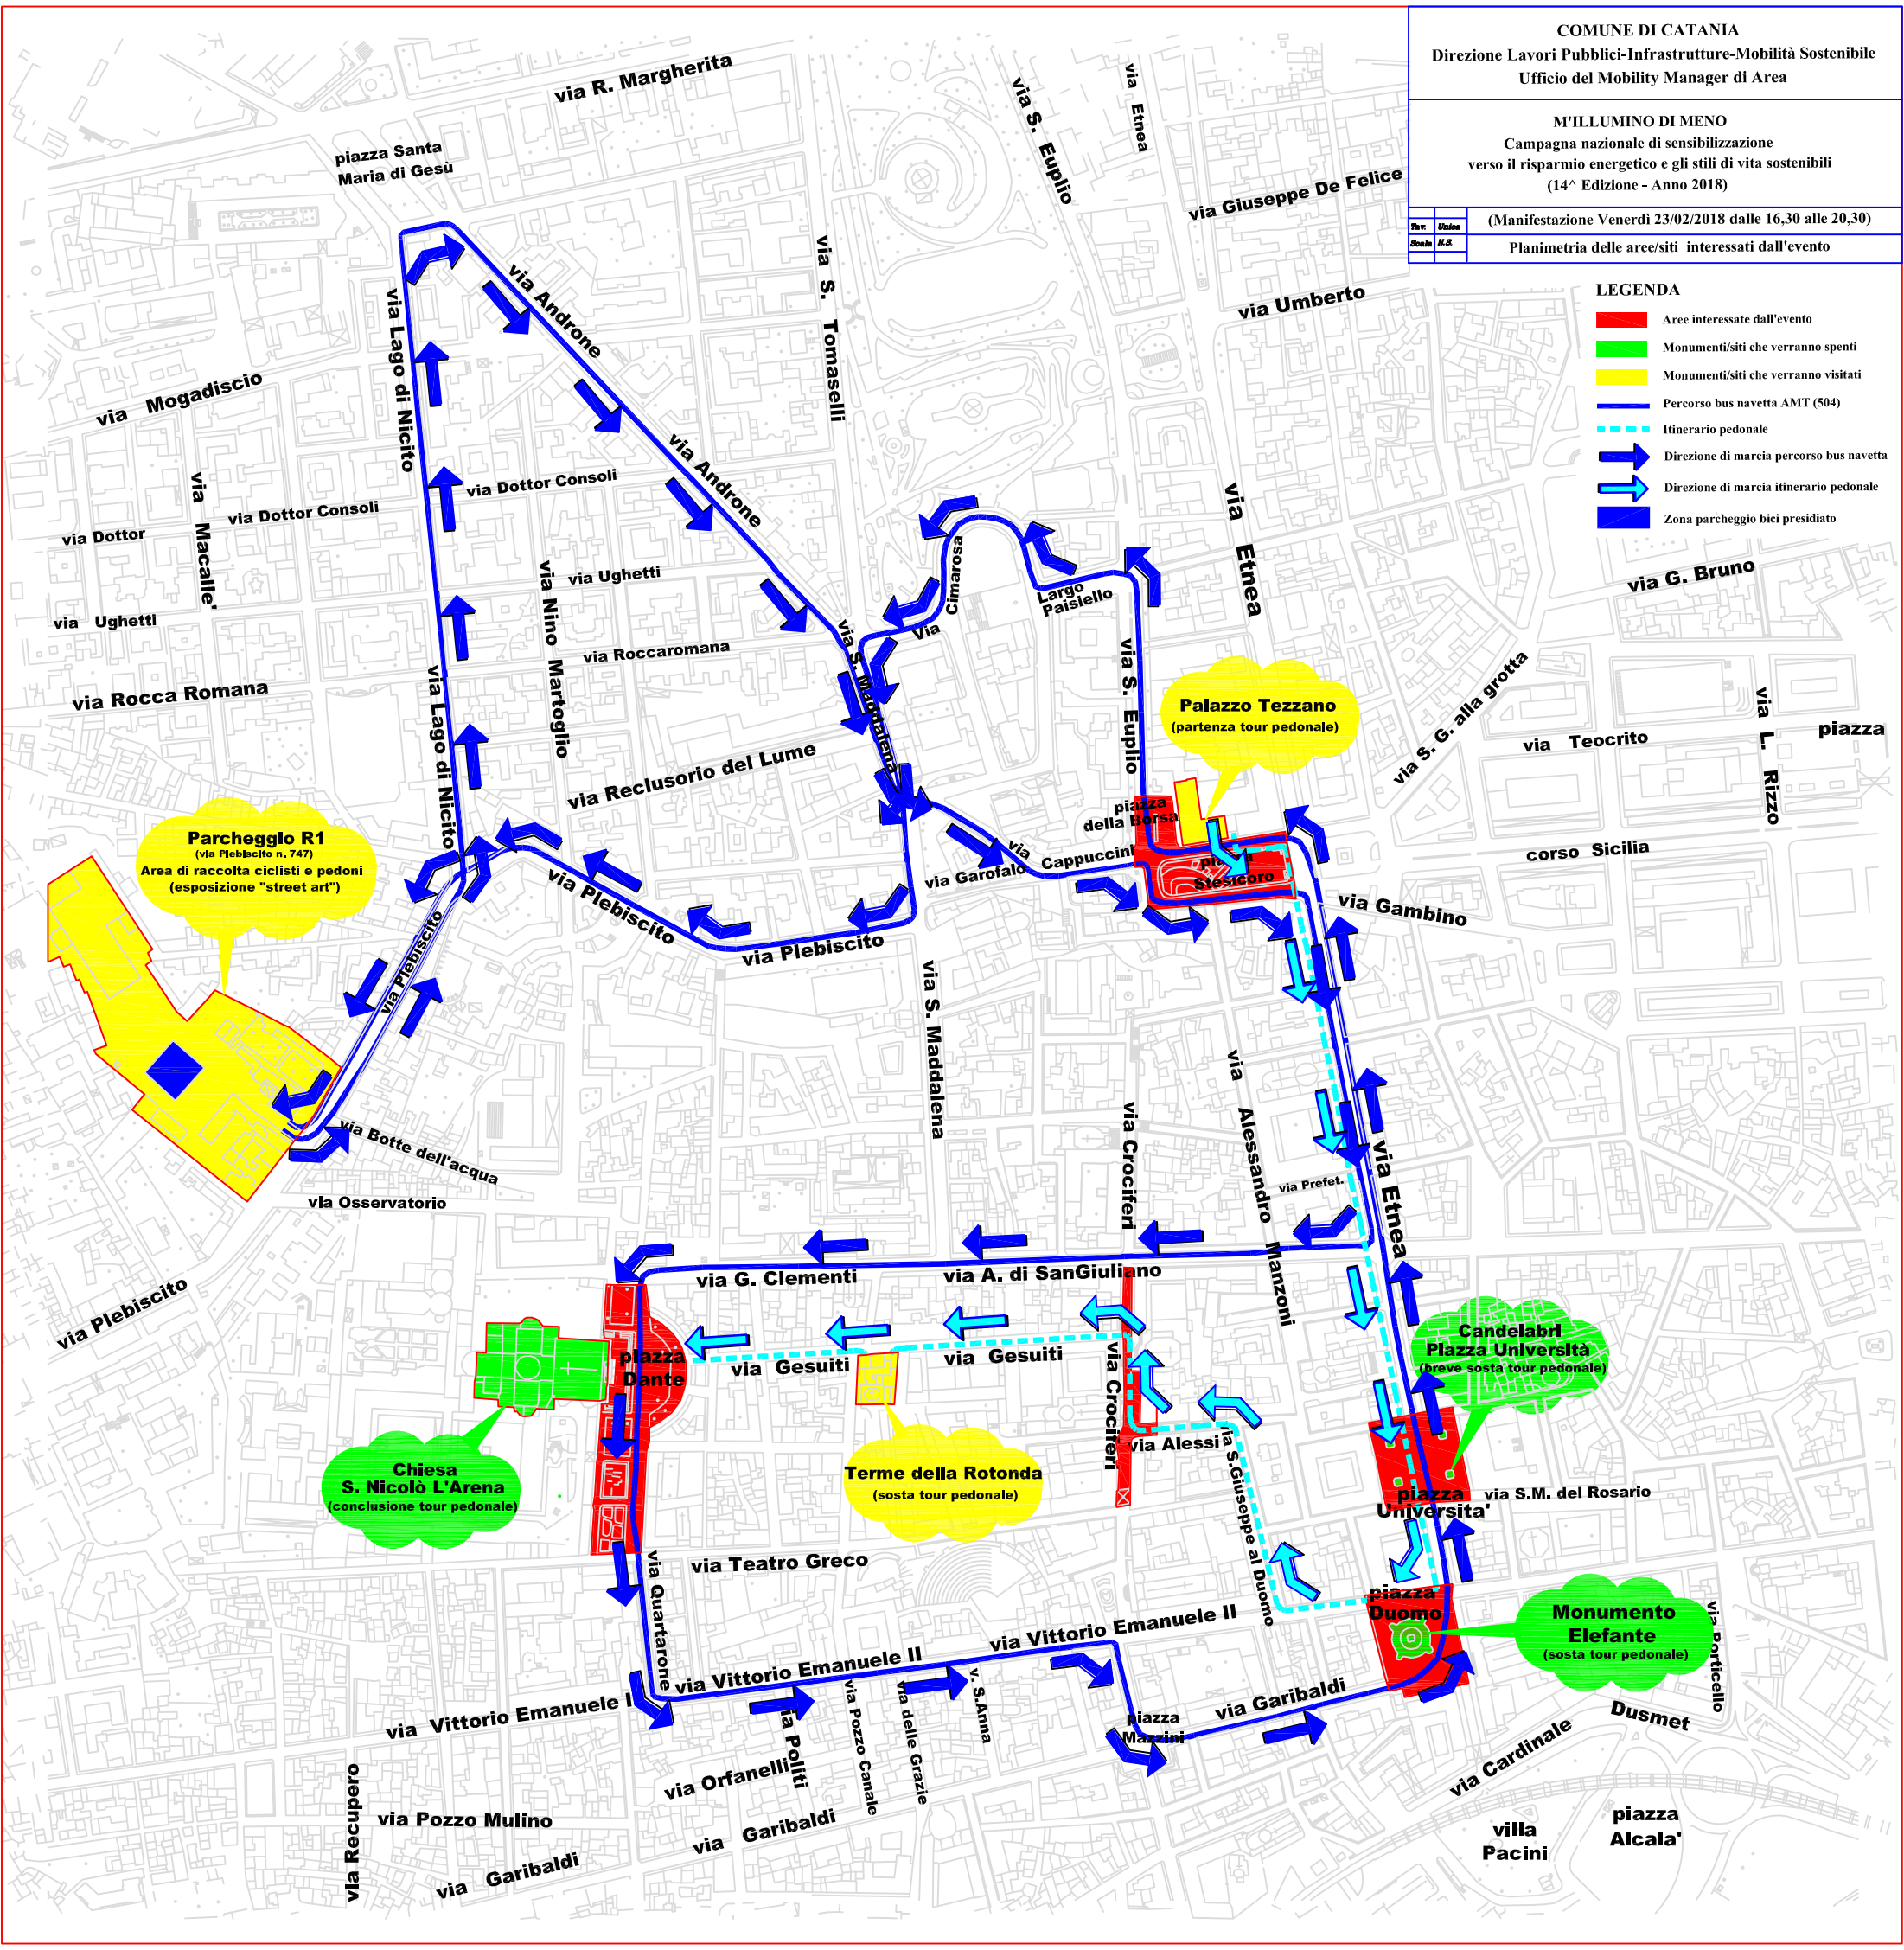 COMUNE DI CATANIA
Direzione Lavori Pubblici-Infrastrutture-Mobilità Sostenibile
Ufficio del Mobility Manager di Area
M'ILLUMINO DI MENO
Campagna nazionale di sensibilizzazione
verso il risparmio energetico e gli stili di vita sostenibili
(14^ Edizione - Anno 2018)
Tav. Unica
(Manifestazione Venerdì 23/02/2018 dalle 16,30 alle 20,30)
Scala N.S.
Planimetria delle aree/siti interessati dall'evento
LEGENDA
Aree interessate dall'evento
Monumenti/siti che verranno spenti
Monumenti/siti che verranno visitati
Percorso bus navetta AMT (504)
Itinerario pedonale
Direzione di marcia percorso bus navetta
Direzione di marcia itinerario pedonale
Zona parcheggio bici presidiato
via R. Margherita
via S. Euplio
via Etnea
piazza Santa
Maria di Gesù
via Giuseppe De Felice
via Umberto
via S. Tomaselli
via Androne
via Lago di Nicito
via Mogadiscio
via Androne
via Macalle'
via Dottor Consoli
via Dottor Consoli
via Dottor
via Etnea
via Ughetti
via Ughetti
via Nino Martoglio
via Roccaromana
via Rocca Romana
via Lago di Nicito
via S. Maddalena
Via
Cimarosa
Largo
Paisiello
via S. Euplio
via G. Bruno
via S. G. alla grotta
via Teocrito
via L. Rizzo
piazza
corso Sicilia
Palazzo Tezzano
(partenza tour pedonale)
via Reclusorio del Lume
piazza
della Borsa
via Cappuccini
via Garofalo
piazza
Stesicoro
via Gambino
Parcheggio R1
(via Plebiscito n. 747)
Area di raccolta ciclisti e pedoni
(esposizione "street art")
via Plebiscito
via Plebiscito
via Plebiscito
via S. Maddalena
via Botte dell'acqua
via Osservatorio
via Plebiscito
via Crociferi
via Alessandro Manzoni
via Prefet.
via Etnea
via G. Clementi
via A. di SanGiuliano
piazza
Dante
via Gesuiti
via Gesuiti
via Crociferi
via Alessi
via S.Giuseppe al Duomo
Candelabri
Piazza Università
(breve sosta tour pedonale)
piazza
Universita'
via S.M. del Rosario
Chiesa
S. Nicolò L'Arena
(conclusione tour pedonale)
Terme della Rotonda
(sosta tour pedonale)
via Teatro Greco
via Quartarone
piazza
Duomo
Monumento
Elefante
(sosta tour pedonale)
via Porticello
via Vittorio Emanuele II
via Vittorio Emanuele II
via Vittorio Emanuele I
via Politi
via Pozzo Canale
via delle Grazie
v. S.Anna
piazza
Mazzini
via Garibaldi
Dusmet
via Cardinale
via Orfanelli
via Recupero
via Pozzo Mulino
via Garibaldi
via Garibaldi
villa
Pacini
piazza
Alcala'